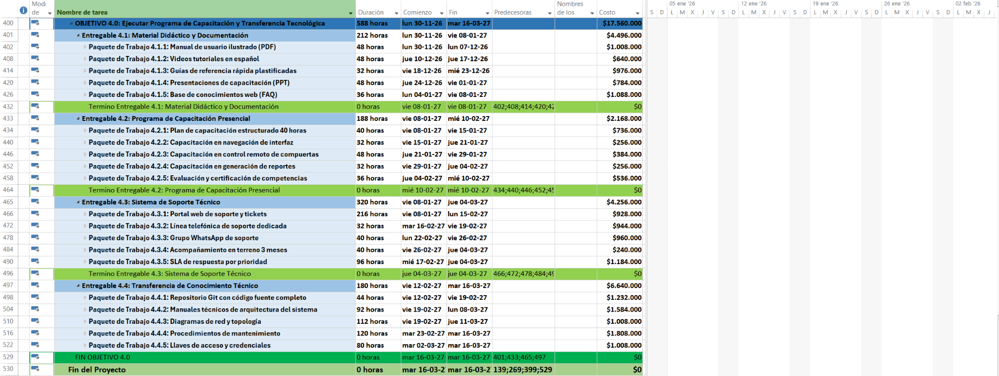 Modo de Nombre de tarea Duración Comienzo Fin Predecesoras Nombres de los Costo
05 ene '26 12 ene '26 19 ene '26 26 ene '26 02 feb '26
S D L M X J V S D L M X J V S D L M X J V S D L M X J V S D L M X J
400 OBJETIVO 4.0: Ejecutar Programa de Capacitación y Transferencia Tecnológica 588 horas lun 30-11-26 mar 16-03-27 $17.560.000
401 Entregable 4.1: Material Didáctico y Documentación 212 horas lun 30-11-26 vie 08-01-27 $4.496.000
402 Paquete de Trabajo 4.1.1: Manual de usuario ilustrado (PDF) 48 horas lun 30-11-26 lun 07-12-26 $1.008.000
408 Paquete de Trabajo 4.1.2: Videos tutoriales en español 48 horas jue 10-12-26 jue 17-12-26 $640.000
414 Paquete de Trabajo 4.1.3: Guías de referencia rápida plastificadas 32 horas vie 18-12-26 mié 23-12-26 $976.000
420 Paquete de Trabajo 4.1.4: Presentaciones de capacitación (PPT) 48 horas jue 24-12-26 vie 01-01-27 $784.000
426 Paquete de Trabajo 4.1.5: Base de conocimientos web (FAQ) 36 horas lun 04-01-27 vie 08-01-27 $1.088.000
432 Termino Entregable 4.1: Material Didáctico y Documentación 0 horas vie 08-01-27 vie 08-01-27 402;408;414;420;42 $0
433 Entregable 4.2: Programa de Capacitación Presencial 188 horas vie 08-01-27 mié 10-02-27 $2.168.000
434 Paquete de Trabajo 4.2.1: Plan de capacitación estructurado 40 horas 40 horas vie 08-01-27 vie 15-01-27 $736.000
440 Paquete de Trabajo 4.2.2: Capacitación en navegación de interfaz 32 horas vie 15-01-27 jue 21-01-27 $256.000
446 Paquete de Trabajo 4.2.3: Capacitación en control remoto de compuertas 48 horas jue 21-01-27 vie 29-01-27 $384.000
452 Paquete de Trabajo 4.2.4: Capacitación en generación de reportes 32 horas vie 29-01-27 jue 04-02-27 $256.000
458 Paquete de Trabajo 4.2.5: Evaluación y certificación de competencias 36 horas jue 04-02-27 mié 10-02-27 $536.000
464 Termino Entregable 4.2: Programa de Capacitación Presencial 0 horas mié 10-02-27 mié 10-02-27 434;440;446;452;45 $0
465 Entregable 4.3: Sistema de Soporte Técnico 320 horas vie 08-01-27 jue 04-03-27 $4.256.000
466 Paquete de Trabajo 4.3.1: Portal web de soporte y tickets 216 horas vie 08-01-27 lun 15-02-27 $928.000
472 Paquete de Trabajo 4.3.2: Línea telefónica de soporte dedicada 32 horas mar 16-02-27 vie 19-02-27 $944.000
478 Paquete de Trabajo 4.3.3: Grupo WhatsApp de soporte 40 horas lun 22-02-27 vie 26-02-27 $960.000
484 Paquete de Trabajo 4.3.4: Acompañamiento en terreno 3 meses 40 horas vie 26-02-27 jue 04-03-27 $240.000
490 Paquete de Trabajo 4.3.5: SLA de respuesta por prioridad 96 horas mié 17-02-27 jue 04-03-27 $1.184.000
496 Termino Entregable 4.3: Sistema de Soporte Técnico 0 horas jue 04-03-27 jue 04-03-27 466;472;478;484;49 $0
497 Entregable 4.4: Transferencia de Conocimiento Técnico 180 horas vie 12-02-27 mar 16-03-27 $6.640.000
498 Paquete de Trabajo 4.4.1: Repositorio Git con código fuente completo 44 horas vie 12-02-27 vie 19-02-27 $1.232.000
504 Paquete de Trabajo 4.4.2: Manuales técnicos de arquitectura del sistema 92 horas vie 19-02-27 lun 08-03-27 $1.584.000
510 Paquete de Trabajo 4.4.3: Diagramas de red y topología 112 horas vie 19-02-27 jue 11-03-27 $1.008.000
516 Paquete de Trabajo 4.4.4: Procedimientos de mantenimiento 120 horas mar 23-02-27 mar 16-03-27 $1.808.000
522 Paquete de Trabajo 4.4.5: Llaves de acceso y credenciales 80 horas mar 02-03-27 mar 16-03-27 $1.008.000
529 FIN OBJETIVO 4.0 0 horas mar 16-03-27 mar 16-03-27 401;433;465;497 $0
530 Fin del Proyecto 0 horas mar 16-03-2 mar 16-03-2 139;269;399;529 $0